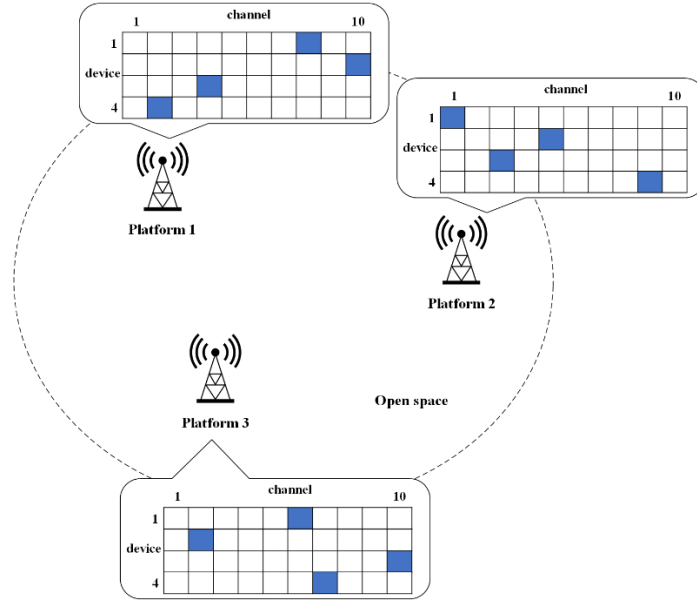 channel
1 10
1
device
4
Platform 1
channel
1 10
1
device
4
Platform 2
Platform 3
Open space
channel
1 10
1
device
4